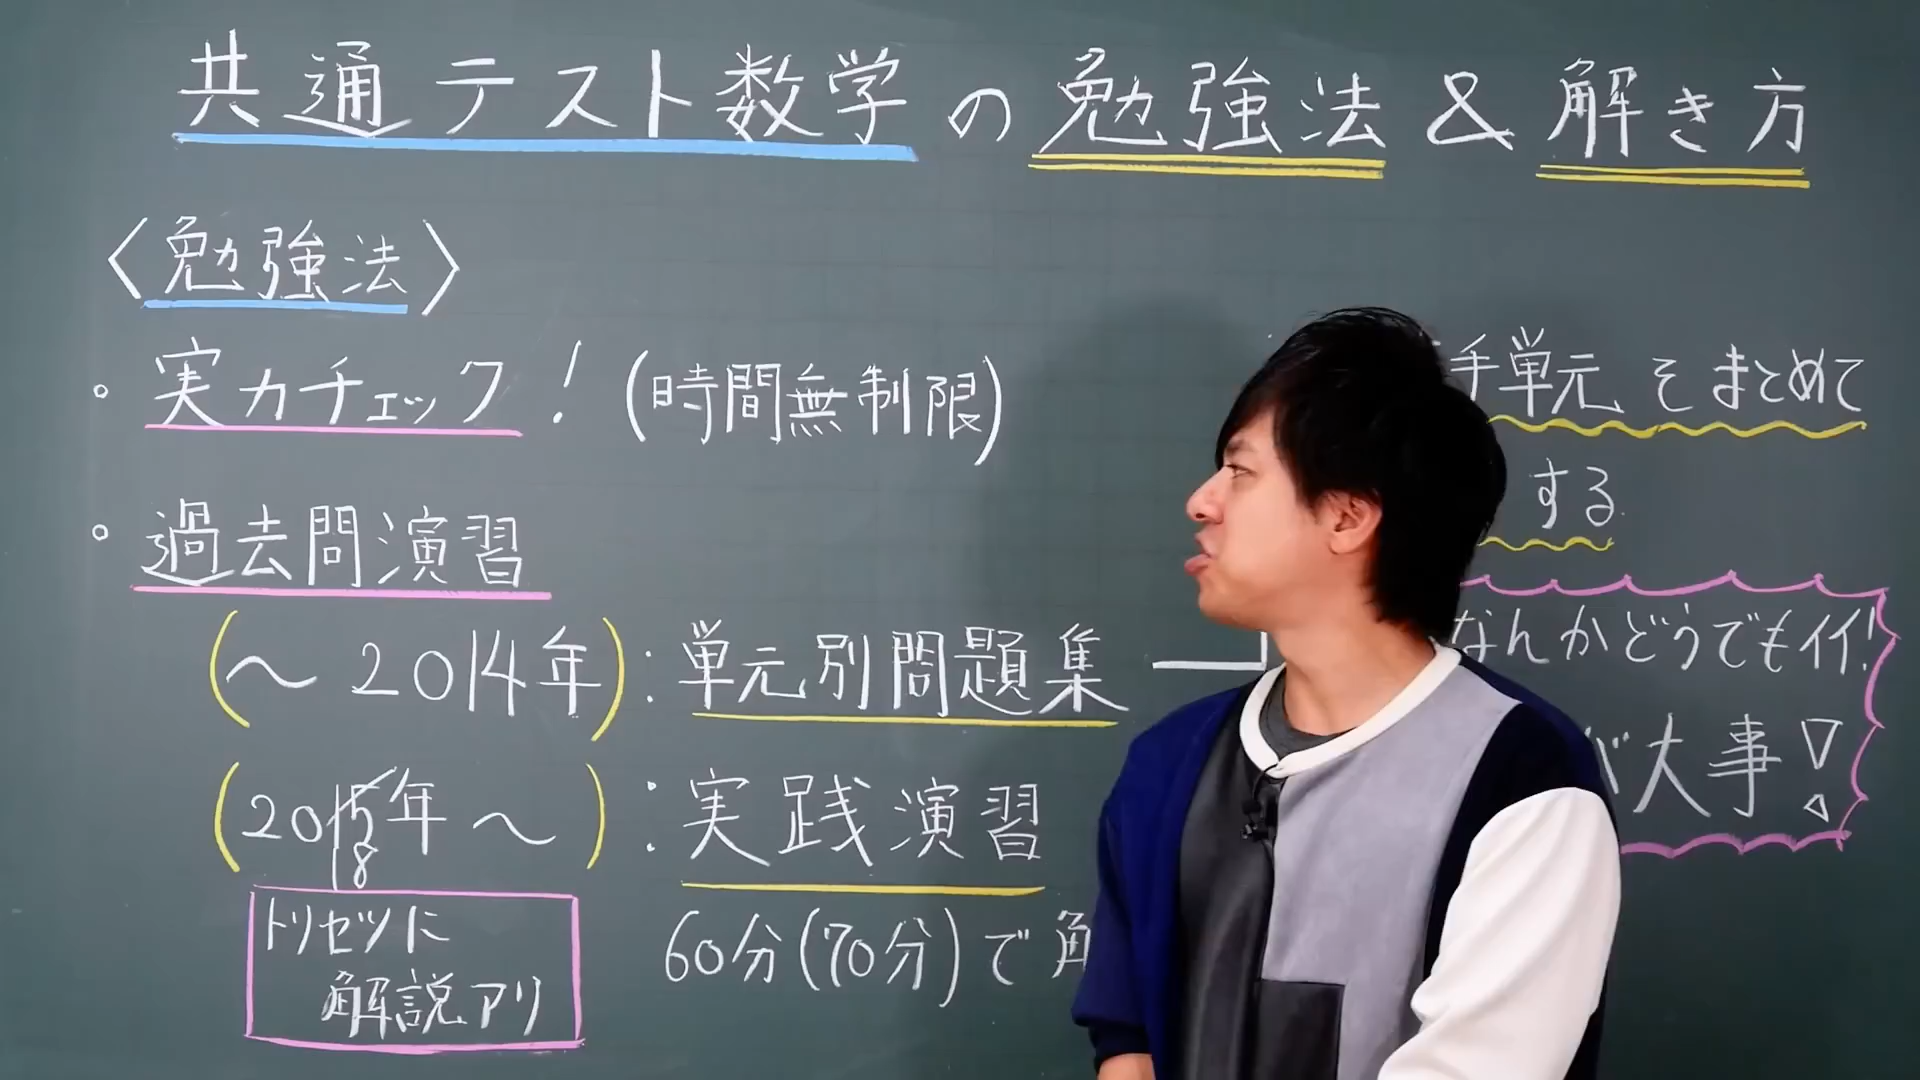 共通テスト数学の勉強法&解き方
〈勉強法〉
・実力チェック!(時間無制限)
手単元をまとめて
する
・過去問演習
(~2014年):単元別問題集
なんかどうでもイイ!
が大事!
(2015年~):実践演習
8
60分(70分)で解
トリセツに
解説アリ